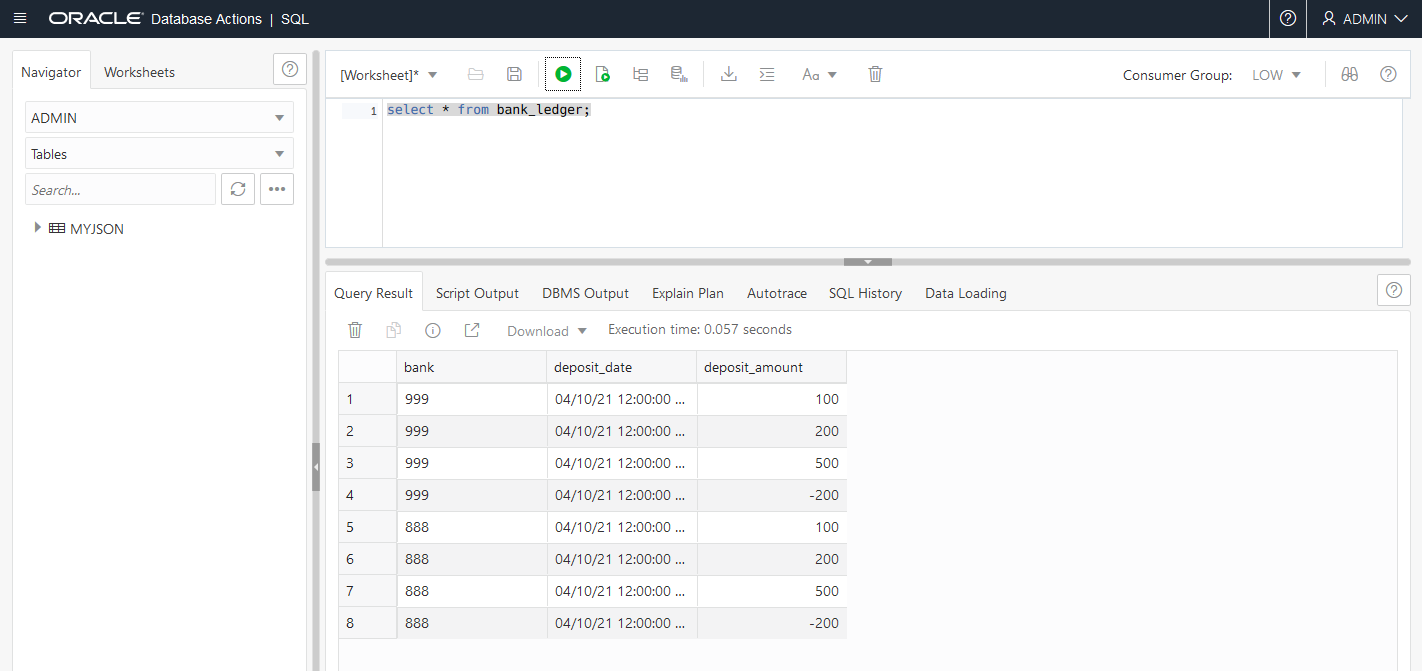 ORACLE Database Actions | SQL ADMIN
Navigator Worksheets
ADMIN
Tables
Search...
MYJSON
[Worksheet]* Aa Consumer Group: LOW
1 select * from bank_ledger;
Query Result Script Output DBMS Output Explain Plan Autotrace SQL History Data Loading
Download Execution time: 0.057 seconds
bank deposit_date deposit_amount
1 999 04/10/21 12:00:00 ... 100
2 999 04/10/21 12:00:00 ... 200
3 999 04/10/21 12:00:00 ... 500
4 999 04/10/21 12:00:00 ... -200
5 888 04/10/21 12:00:00 ... 100
6 888 04/10/21 12:00:00 ... 200
7 888 04/10/21 12:00:00 ... 500
8 888 04/10/21 12:00:00 ... -200